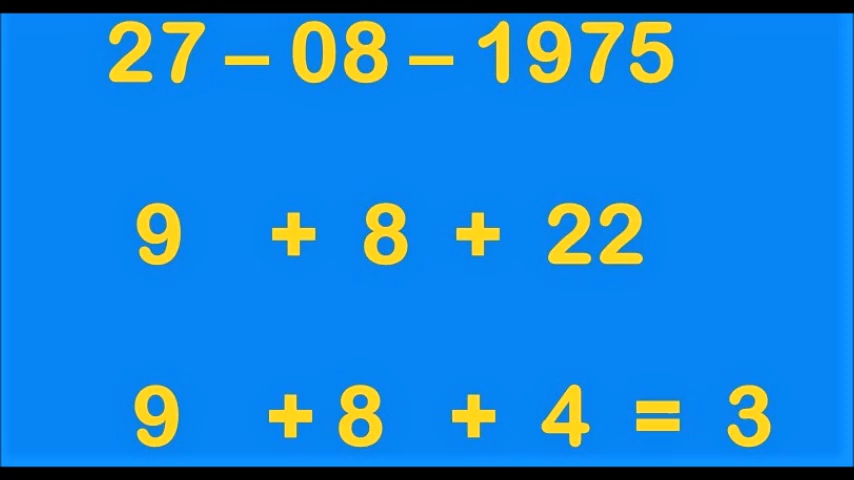 27 – 08 – 1975
9 + 8 + 22
9 + 8 + 4 = 3